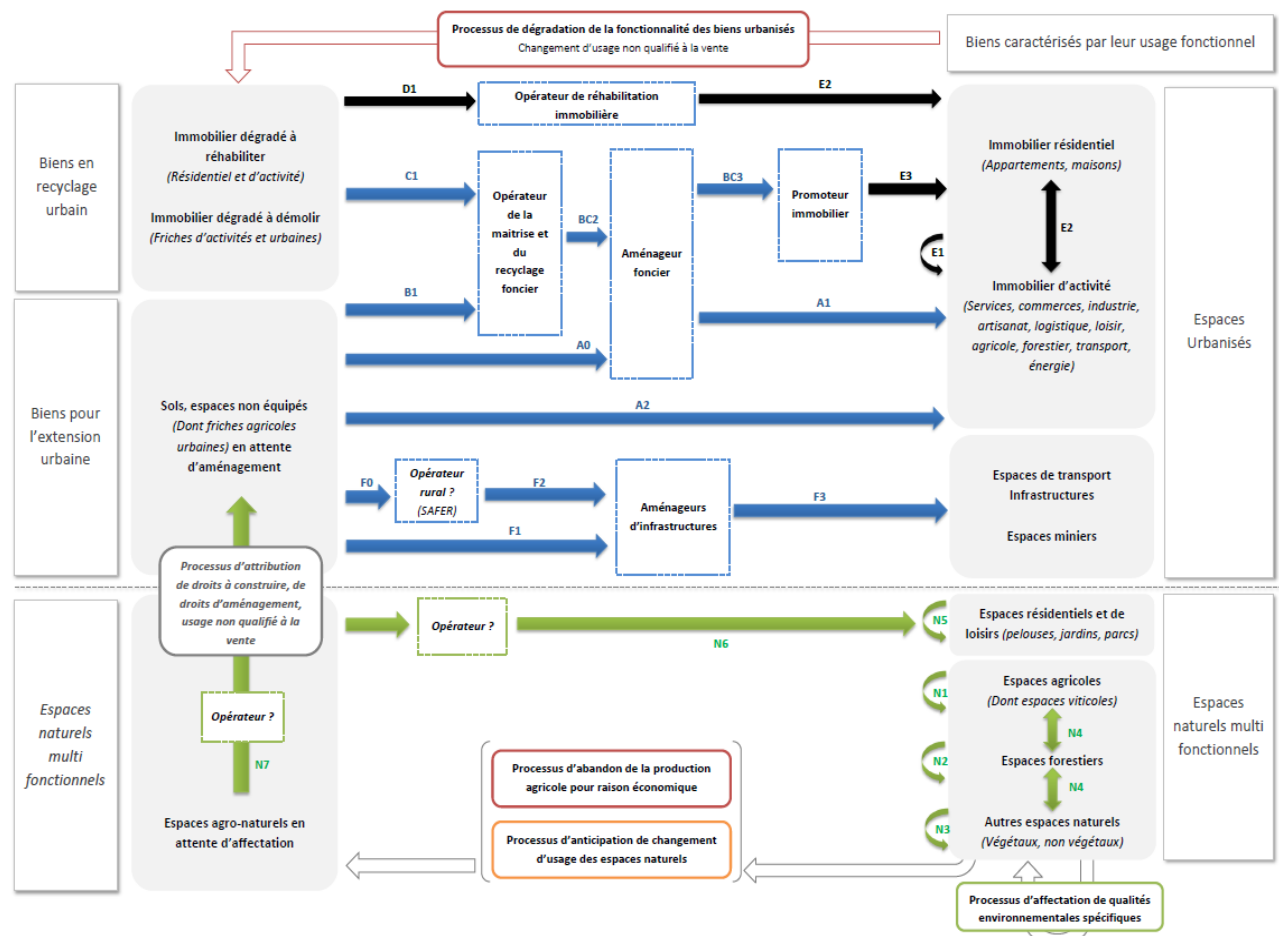 Processus de dégradation de la fonctionnalité des biens urbanisés
Changement d'usage non qualifié à la vente
Biens caractérisés par leur usage fonctionnel
Biens en
recyclage
urbain
Immobilier dégradé à
réhabiliter
(Résidentiel et d'activité)
Immobilier dégradé à démolir
(Friches d'activités et urbaines)
D1
Opérateur de réhabilitation
immobilière
E2
C1
Opérateur
de la
maitrise et
du
recyclage
foncier
BC2
Aménageur
foncier
BC3
Promoteur
immobilier
E3
E1
B1
A0
A1
A2
Immobilier résidentiel
(Appartements, maisons)
E2
Immobilier d'activité
(Services, commerces, industrie,
artisanat, logistique, loisir,
agricole, forestier, transport,
énergie)
Espaces
Urbanisés
Biens pour
l'extension
urbaine
Sols, espaces non équipés
(Dont friches agricoles
urbaines) en attente
d'aménagement
F0
Opérateur
rural ?
(SAFER)
F2
F1
Aménageurs
d'infrastructures
F3
Espaces de transport
Infrastructures
Espaces miniers
Processus d'attribution
de droits à construire, de
droits d'aménagement,
usage non qualifié à la
vente
Espaces
naturels
multi
fonctionnels
Opérateur ?
N7
Espaces agro-naturels en
attente d'affectation
Opérateur ?
N6
N5
Espaces résidentiels et de
loisirs (pelouses, jardins, parcs)
N1
Espaces agricoles
(Dont espaces viticoles)
N4
N2
Espaces forestiers
N4
N3
Autres espaces naturels
(Végétaux, non végétaux)
Espaces
naturels multi
fonctionnels
Processus d'abandon de la production
agricole pour raison économique
Processus d'anticipation de changement
d'usage des espaces naturels
Processus d'affectation de qualités
environnementales spécifiques